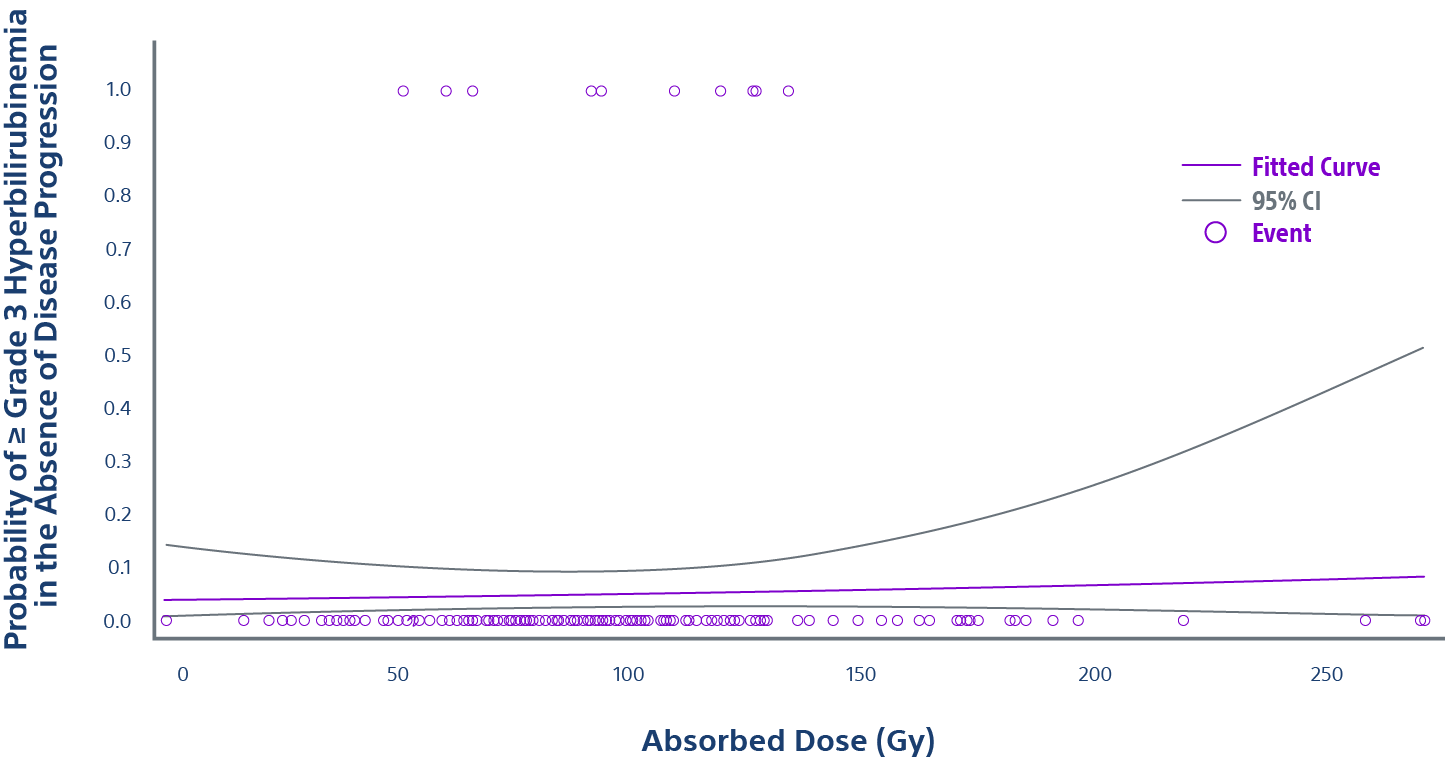 Probability of ≥ Grade 3 Hyperbilirubinemia
in the Absence of Disease Progression
1.0
0.9
0.8
0.7
0.6
0.5
0.4
0.3
0.2
0.1
0.0
Fitted Curve
95% CI
Event
0
50
100
150
200
250
Absorbed Dose (Gy)